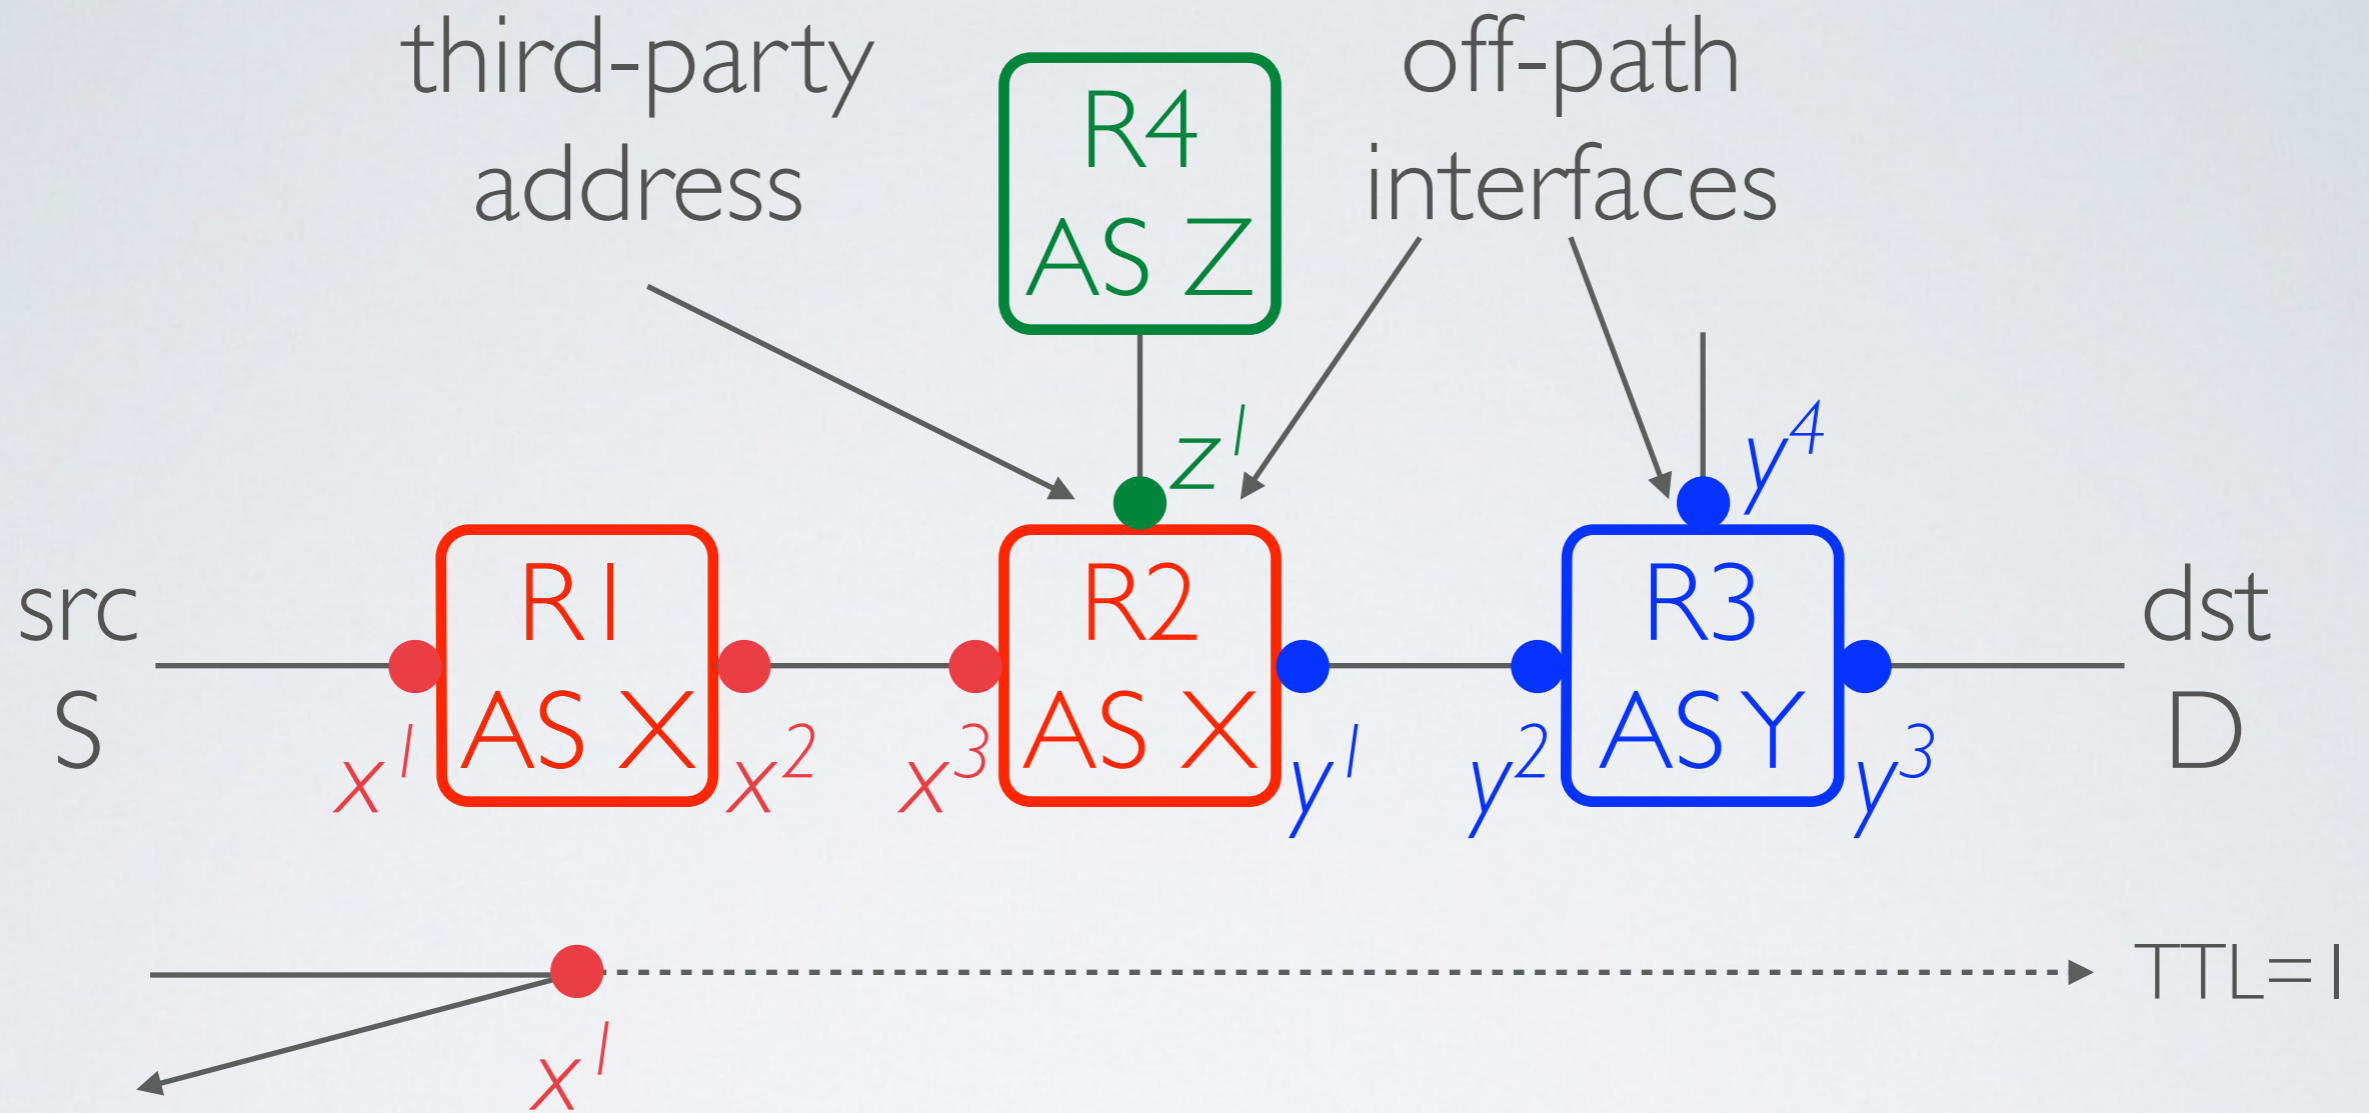 third-party
address
off-path
interfaces
R4
AS Z
z¹
y⁴
src
S
R1
AS X
R2
AS X
R3
AS Y
dst
D
x¹
x²
x³
y¹
y²
y³
TTL=1
x¹